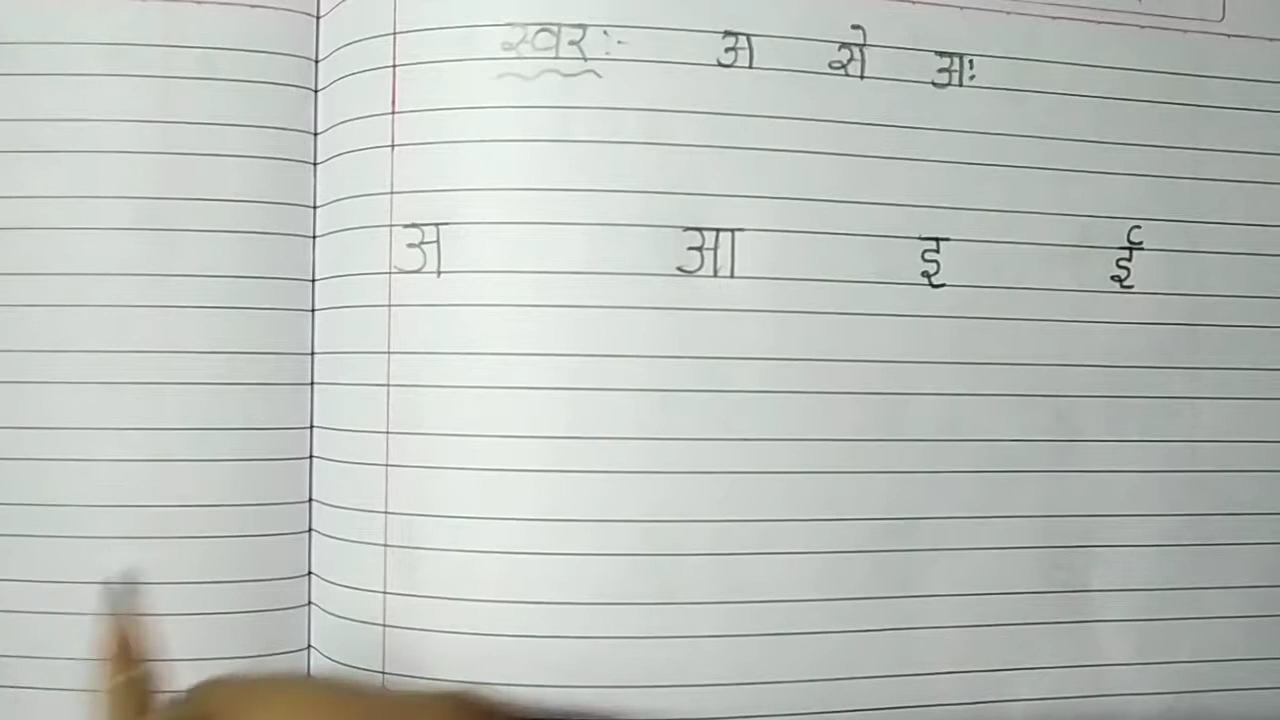 स्वर :- अ से अः
अ आ इ ई